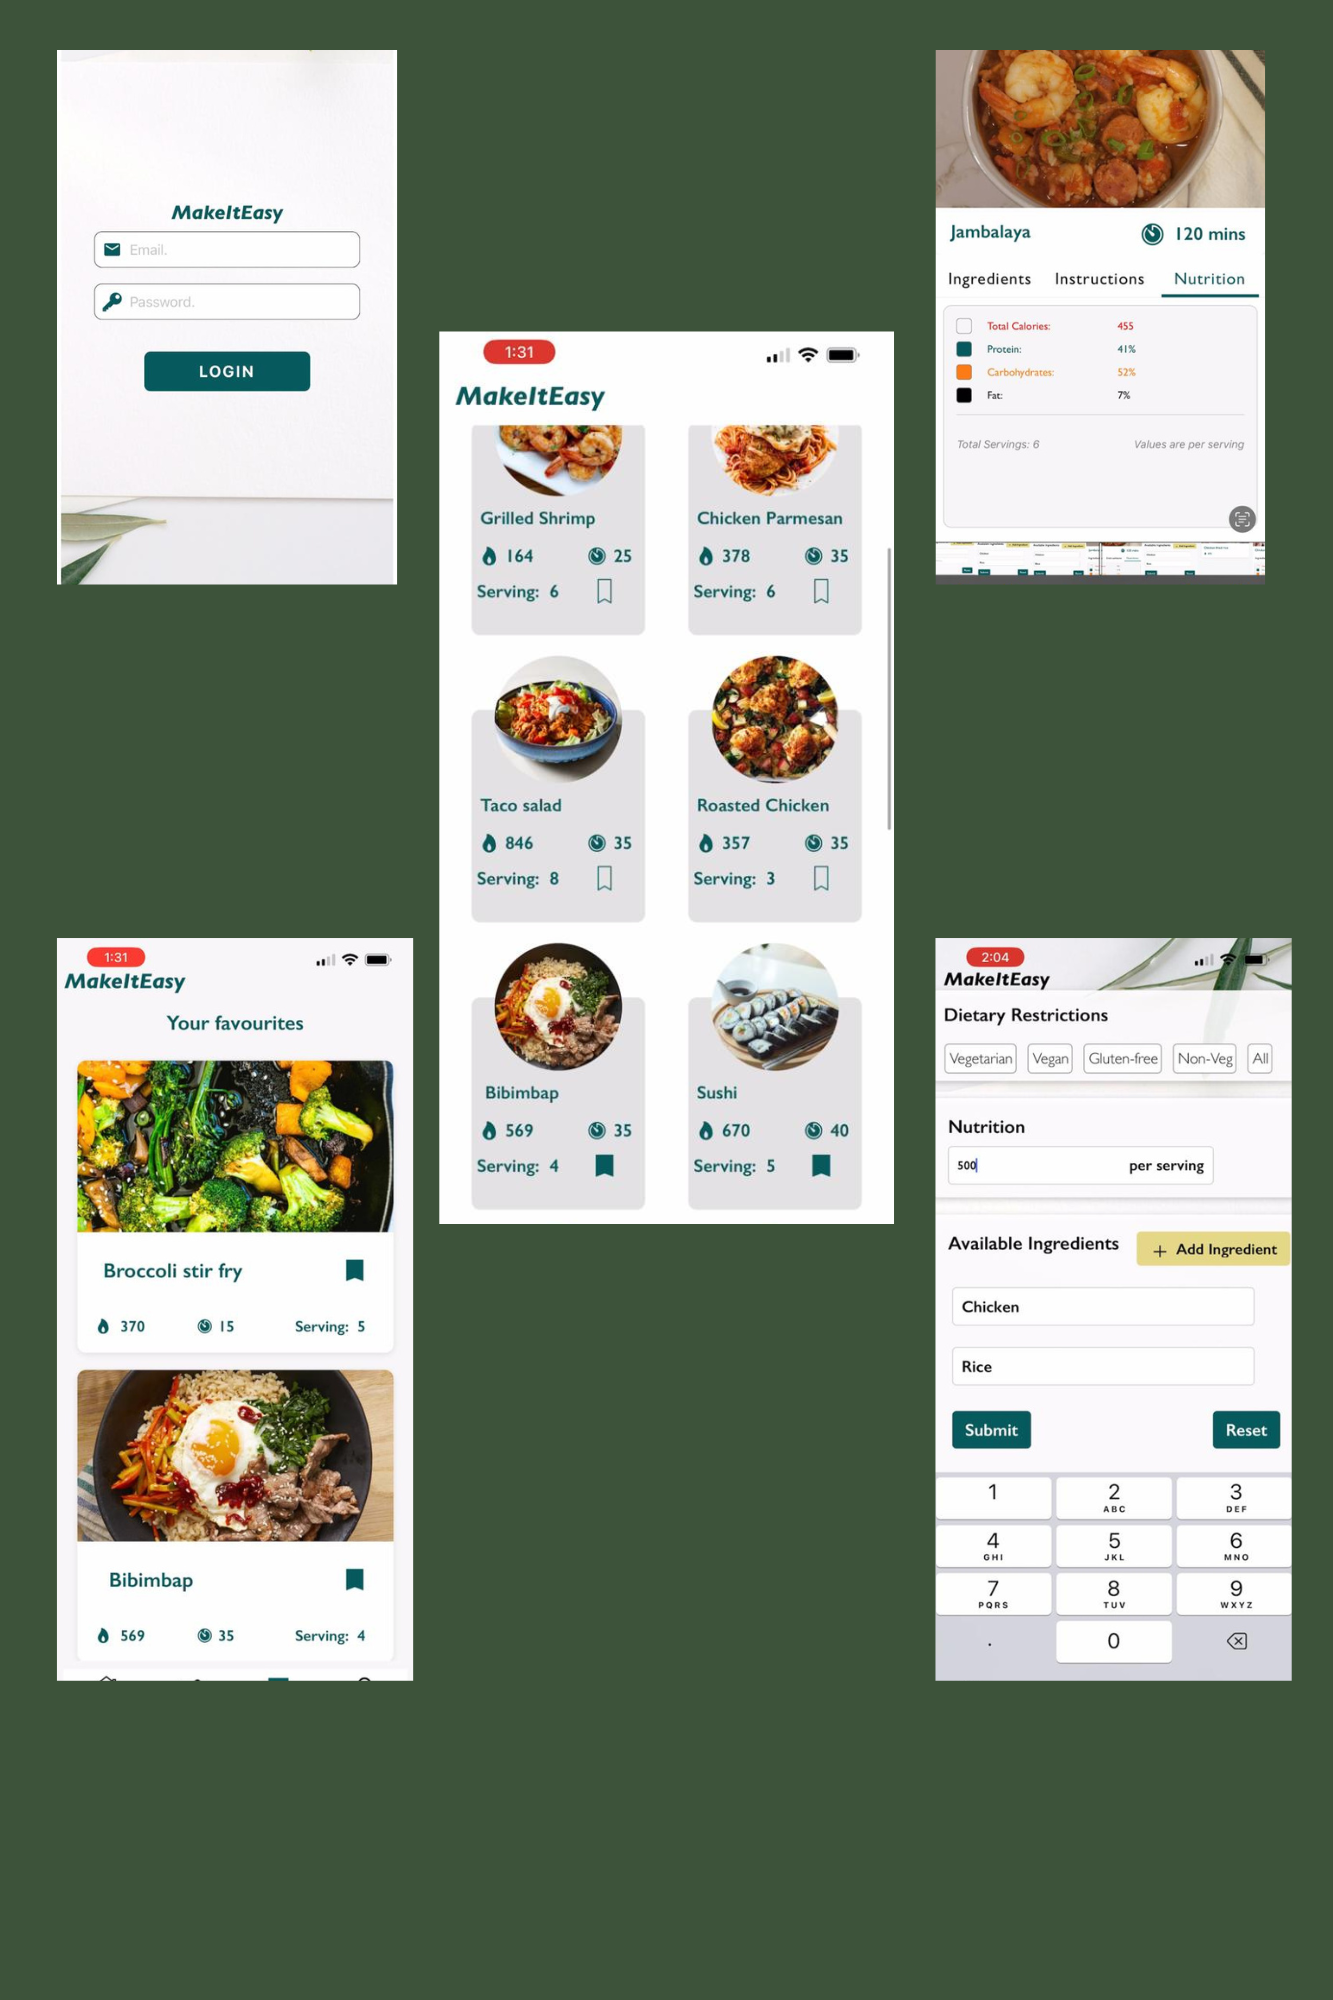 MakeItEasy
Email.
Password.
LOGIN
Jambalaya
120 mins
Ingredients Instructions Nutrition
Total Calories: 455
Protein: 41%
Carbohydrates: 52%
Fat: 7%
Total Servings: 6 Values are per serving
1:31
MakeItEasy
Grilled Shrimp
164 25
Serving: 6
Chicken Parmesan
378 35
Serving: 6
Taco salad
846 35
Serving: 8
Roasted Chicken
357 35
Serving: 3
Bibimbap
569 35
Serving: 4
Sushi
670 40
Serving: 5
1:31
MakeItEasy
Your favourites
Broccoli stir fry
370 15 Serving: 5
Bibimbap
569 35 Serving: 4
2:04
MakeItEasy
Dietary Restrictions
Vegetarian Vegan Gluten-free Non-Veg All
Nutrition
500 per serving
Available Ingredients
+ Add Ingredient
Chicken
Rice
Submit Reset
1 2 3
ABC DEF
4 5 6
GHI JKL MNO
7 8 9
PQRS TUV WXYZ
. 0